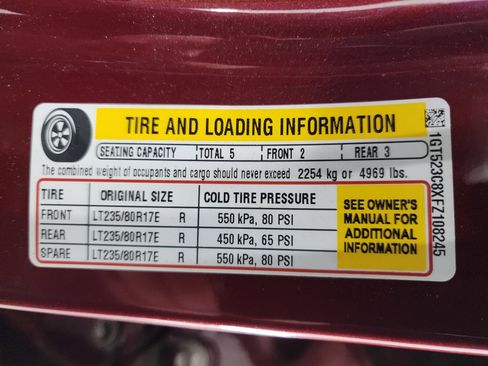 TIRE AND LOADING INFORMATION
SEATING CAPACITY TOTAL 5 FRONT 2 REAR 3
The combined weight of occupants and cargo should never exceed 2254 kg or 4969 lbs.
TIRE ORIGINAL SIZE COLD TIRE PRESSURE
FRONT LT235/80R17E R 550 kPa, 80 PSI
REAR LT235/80R17E R 450 kPa, 65 PSI
SPARE LT235/80R17E R 550 kPa, 80 PSI
SEE OWNER'S
MANUAL FOR
ADDITIONAL
INFORMATION
1GT523C8XFZ108245